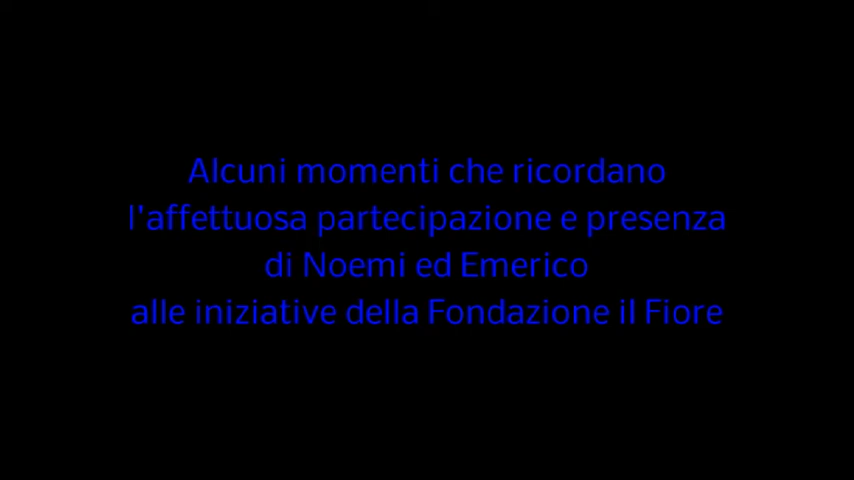 Alcuni momenti che ricordano
l'affettuosa partecipazione e presenza
di Noemi ed Emerico
alle iniziative della Fondazione il Fiore